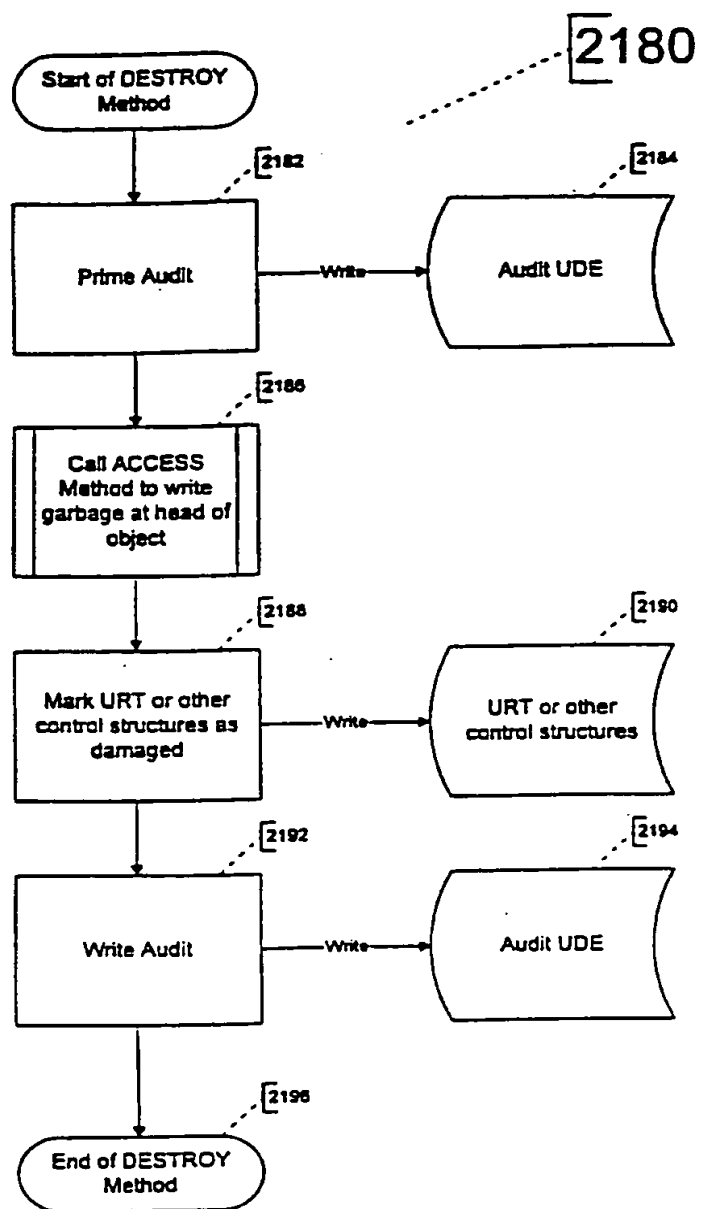 2180
Start of DESTROY
Method
2182
2184
Prime Audit
Write
Audit UDE
2186
Call ACCESS
Method to write
garbage at head of
object
2188
2190
Mark URT or other
control structures as
damaged
Write
URT or other
control structures
2192
2194
Write Audit
Write
Audit UDE
2196
End of DESTROY
Method